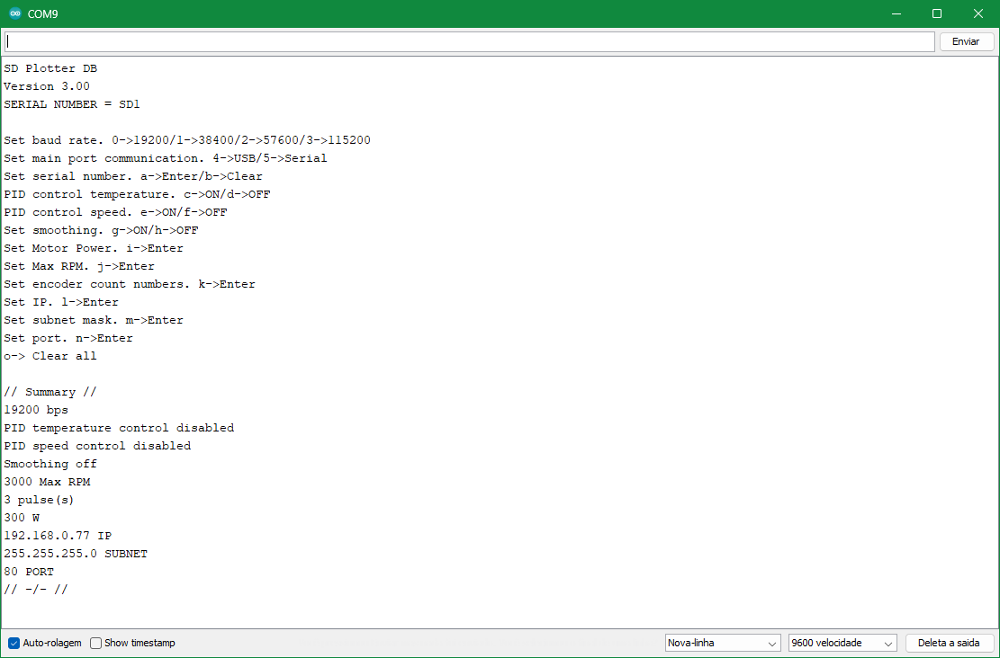 COM9
Enviar
SD Plotter DB
Version 3.00
SERIAL NUMBER = SD1
Set baud rate. 0->19200/1->38400/2->57600/3->115200
Set main port communication. 4->USB/5->Serial
Set serial number. a->Enter/b->Clear
PID control temperature. c->ON/d->OFF
PID control speed. e->ON/f->OFF
Set smoothing. g->ON/h->OFF
Set Motor Power. i->Enter
Set Max RPM. j->Enter
Set encoder count numbers. k->Enter
Set IP. l->Enter
Set subnet mask. m->Enter
Set port. n->Enter
o-> Clear all
// Summary //
19200 bps
PID temperature control disabled
PID speed control disabled
Smoothing off
3000 Max RPM
3 pulse(s)
300 W
192.168.0.77 IP
255.255.255.0 SUBNET
80 PORT
// -/- //
Auto-rolagem Show timestamp Nova-linha 9600 velocidade Deleta a saida